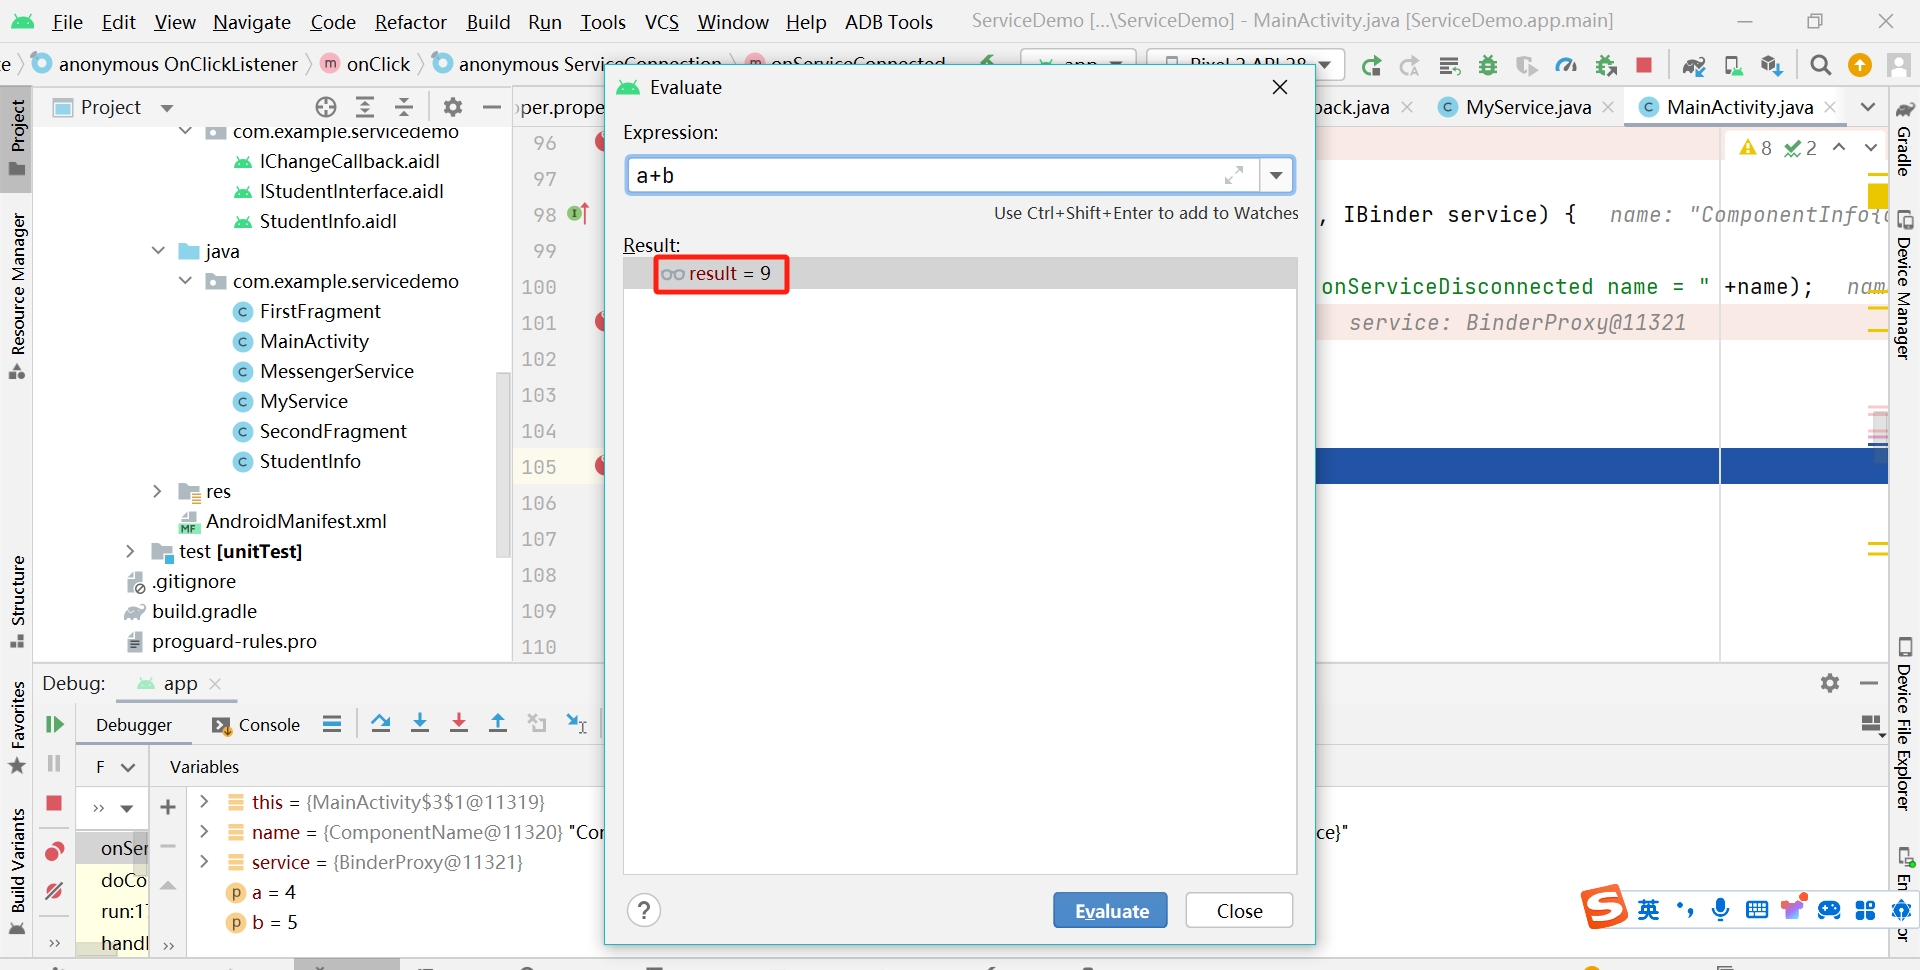 File Edit View Navigate Code Refactor Build Run Tools VCS Window Help ADB Tools ServiceDemo [...\ServiceDemo] - MainActivity.java [ServiceDemo.app.main]
anonymous OnClickListener m onClick anonymous ServiceConnection m onServiceConnected app Pixel 2 API 28
Project
per.prope
back.java
MyService.java
MainActivity.java
Evaluate
Expression:
a+b
Use Ctrl+Shift+Enter to add to Watches
Result:
result = 9
Evaluate
Close
?
com.example.servicedemo
IChangeCallback.aidl
IStudentInterface.aidl
StudentInfo.aidl
java
com.example.servicedemo
C FirstFragment
C MainActivity
C MessengerService
C MyService
C SecondFragment
C StudentInfo
res
MF AndroidManifest.xml
test [unitTest]
.gitignore
build.gradle
proguard-rules.pro
96
97
98
99
100
101
102
103
104
105
106
107
108
109
110
8 2
, IBinder service) { name: "ComponentInfo{
onServiceDisconnected name = " +name);
service: BinderProxy@11321
Debug: app
Debugger Console
F Variables
this = {MainActivity$3$1@11319}
name = {ComponentName@11320} "Cor
ce}"
service = {BinderProxy@11321}
p a = 4
p b = 5
onSer
doCo
run:1
handl
Project
Resource Manager
Structure
Favorites
Build Variants
Gradle
Device Manager
Device File Explorer
S 英